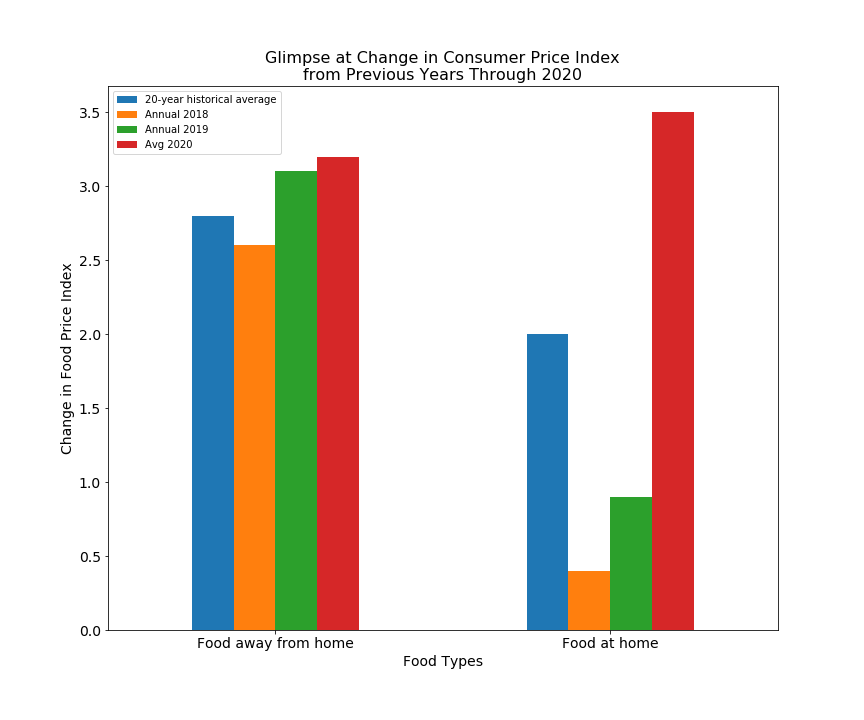 Glimpse at Change in Consumer Price Index
from Previous Years Through 2020
20-year historical average
Annual 2018
Annual 2019
Avg 2020
Change in Food Price Index
3.5
3.0
2.5
2.0
1.5
1.0
0.5
0.0
Food away from home
Food at home
Food Types